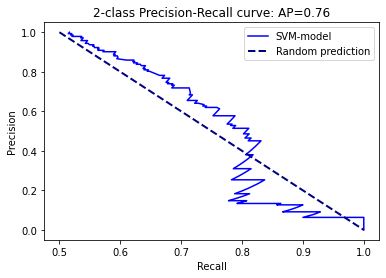 2-class Precision-Recall curve: AP=0.76
SVM-model
Random prediction
Precision
1.0
0.8
0.6
0.4
0.2
0.0
0.5
0.6
0.7
0.8
0.9
1.0
Recall